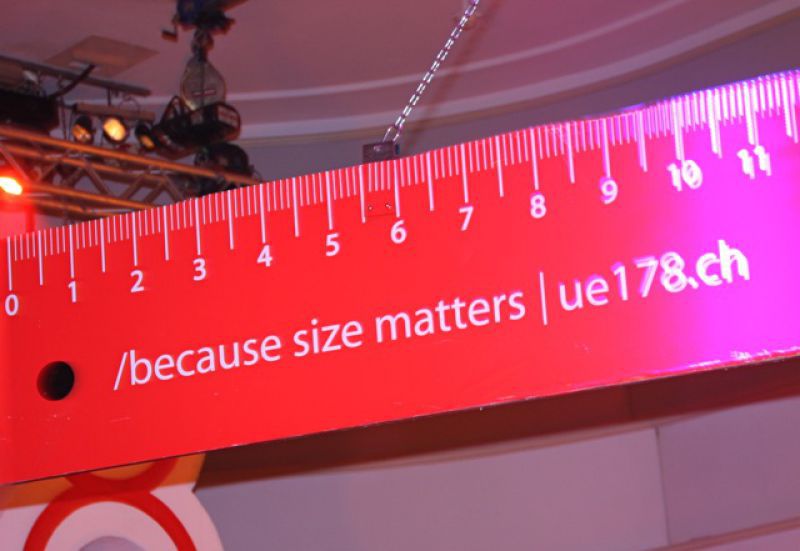 0 1 2 3 4 5 6 7 8 9 10 11
/because size matters | ue178.ch